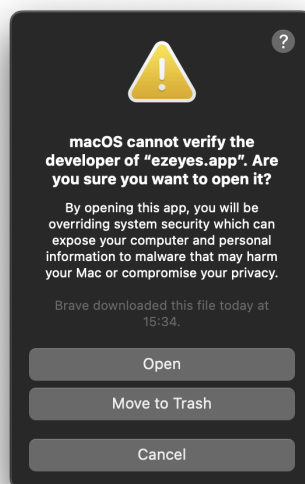 ?
macOS cannot verify the
developer of “ezeyes.app”. Are
you sure you want to open it?
By opening this app, you will be
overriding system security which can
expose your computer and personal
information to malware that may harm
your Mac or compromise your privacy.
Brave downloaded this file today at
15:34.
Open
Move to Trash
Cancel